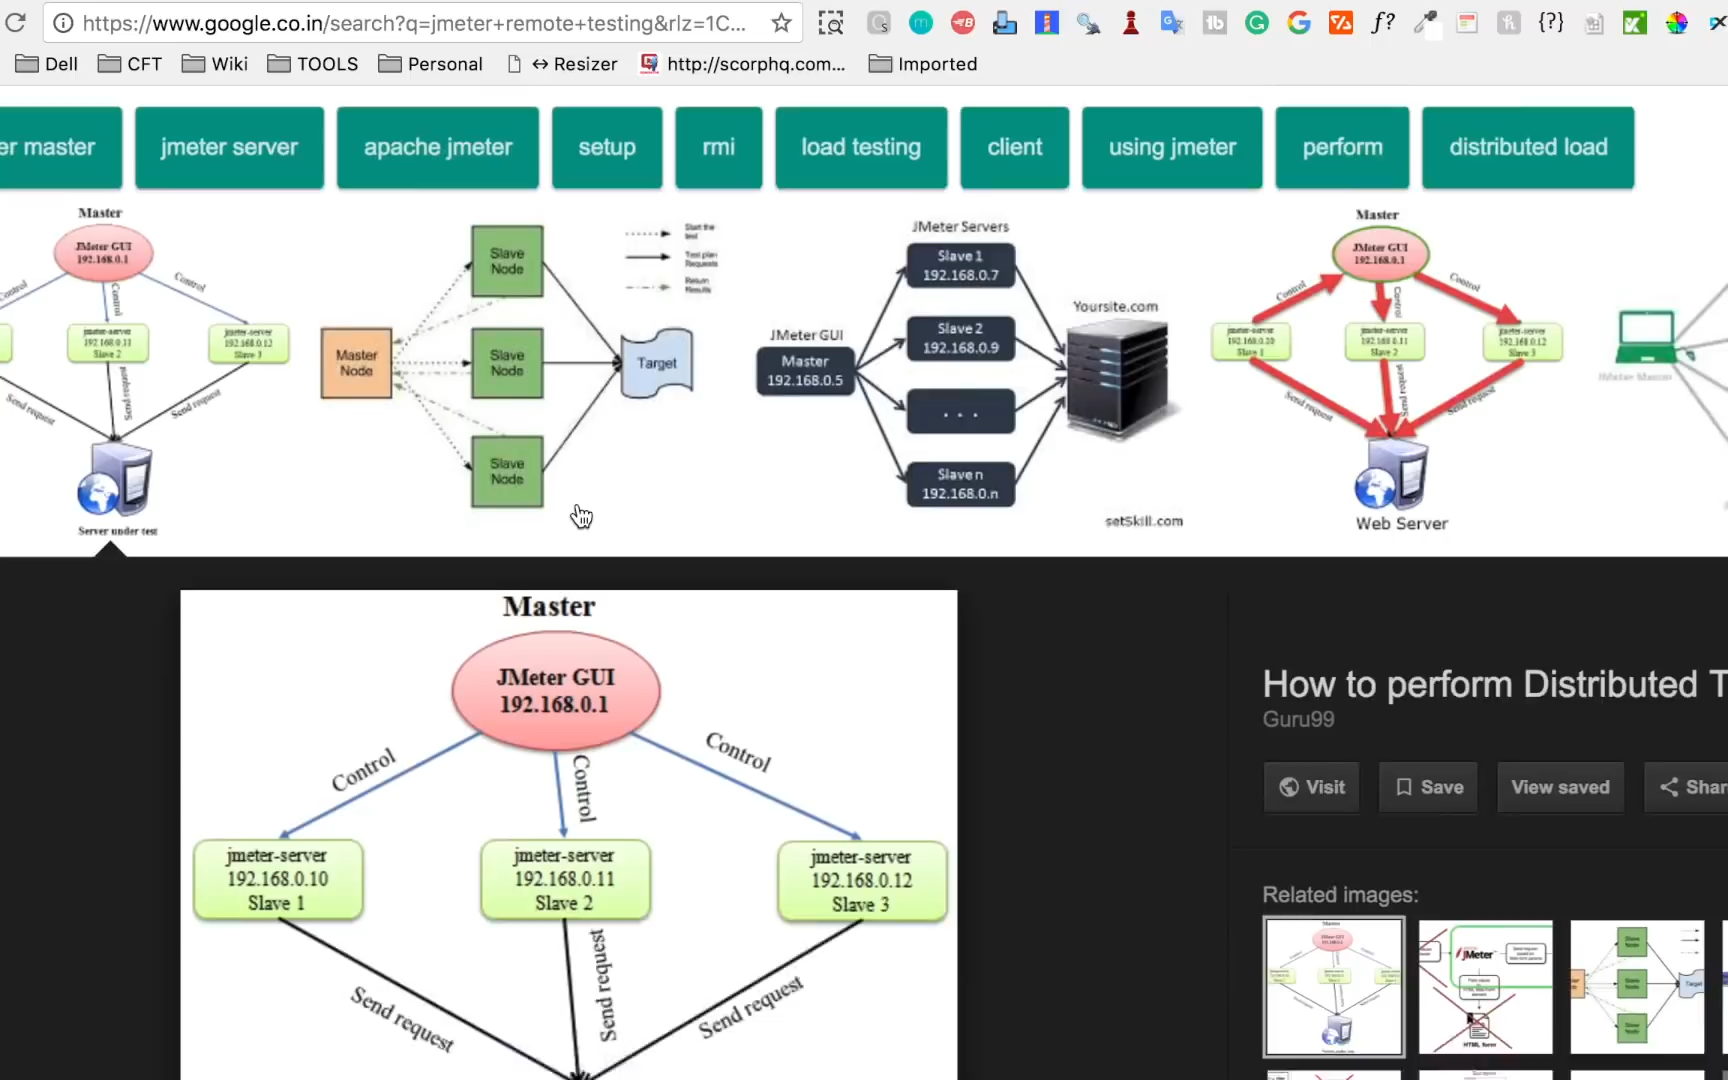 https://www.google.co.in/search?q=jmeter+remote+testing&rlz=1C...
Dell CFT Wiki TOOLS Personal ↔ Resizer http://scorphq.com... Imported
er master jmeter server apache jmeter setup rmi load testing client using jmeter perform distributed load
Master
JMeter GUI
192.168.0.1
Control
Control
Control
jmeter-server
192.168.0.11
Slave 2
jmeter-server
192.168.0.12
Slave 3
Send request
Send request
Send request
Server under test
Master
Node
Slave
Node
Slave
Node
Slave
Node
Target
Start the
test
Test plan
Requests
Return
Results
JMeter Servers
JMeter GUI
Master
192.168.0.5
Slave 1
192.168.0.7
Slave 2
192.168.0.9
. . .
Slave n
192.168.0.n
Yoursite.com
setSkill.com
Master
JMeter GUI
192.168.0.1
Control
Control
Control
jmeter-server
192.168.0.10
Slave 1
jmeter-server
192.168.0.11
Slave 2
jmeter-server
192.168.0.12
Slave 3
Send request
Send request
Send request
Web Server
Master
JMeter GUI
192.168.0.1
Control
Control
Control
jmeter-server
192.168.0.10
Slave 1
jmeter-server
192.168.0.11
Slave 2
jmeter-server
192.168.0.12
Slave 3
Send request
Send request
Send request
How to perform Distributed T
Guru99
Visit Save View saved Shar
Related images: